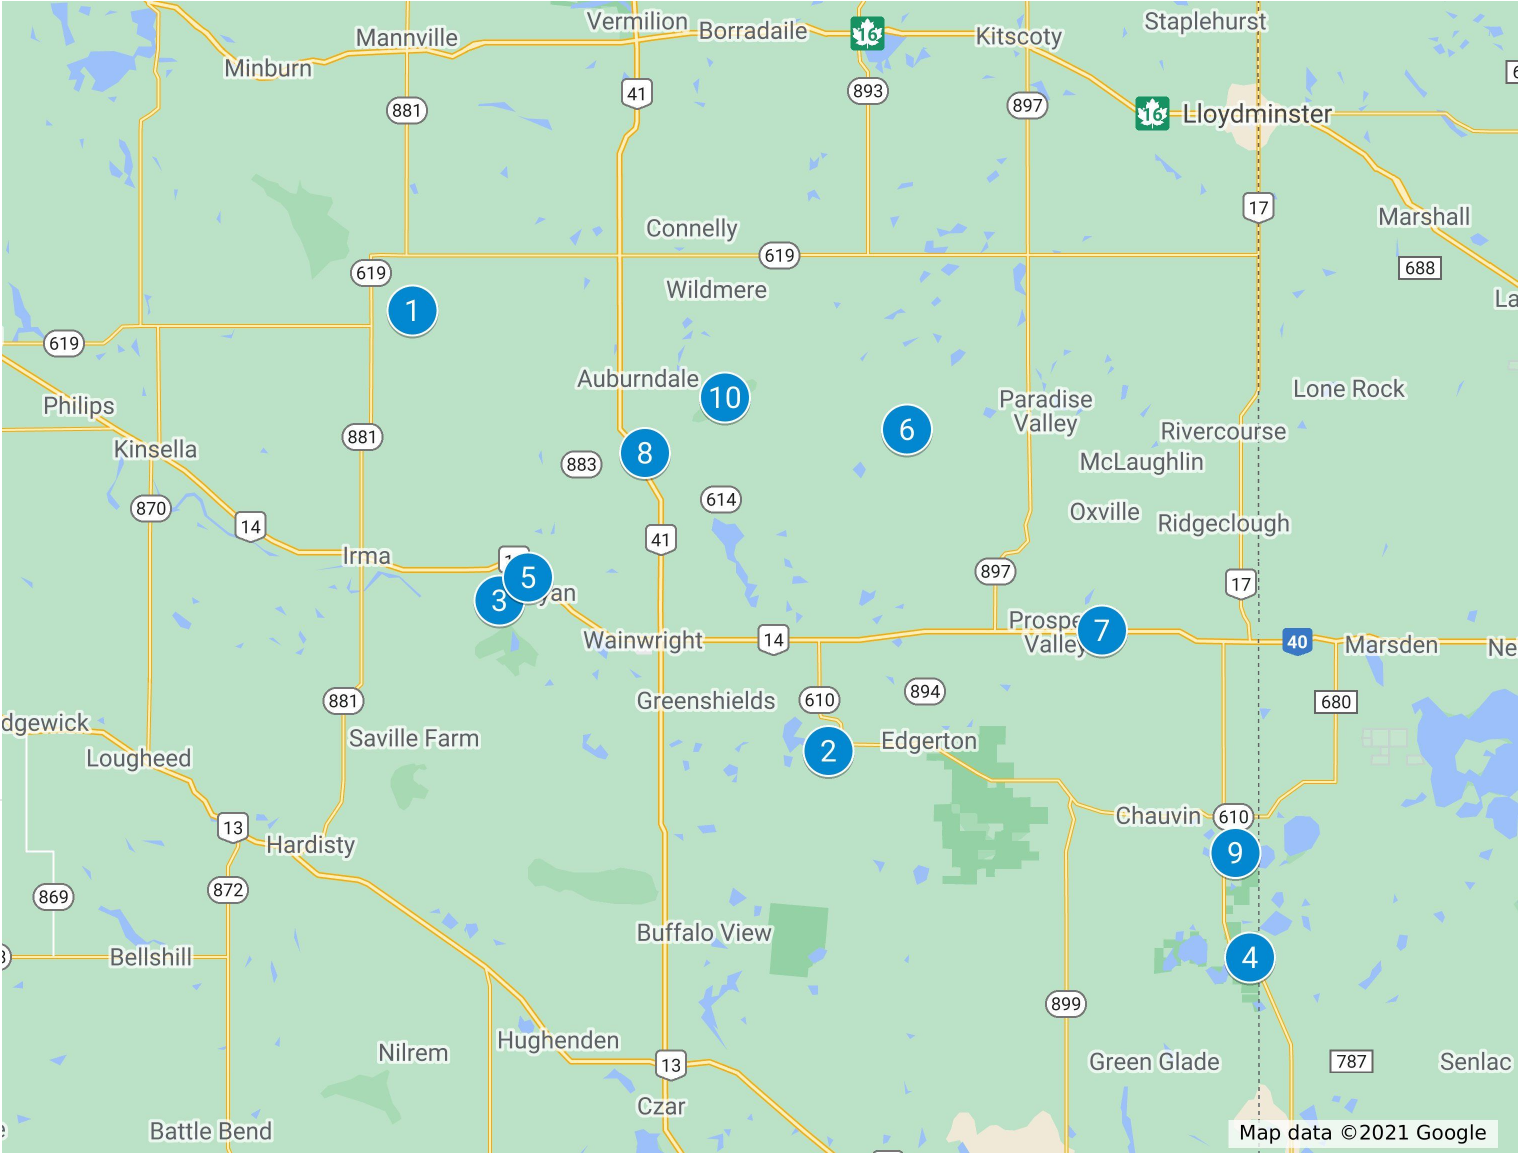 Vermilion
Staplehurst
Borradaile
16
Mannville
Kitscoty
Minburn
41
893
897
881
16
Lloydminster
17
Marshall
Connelly
619
619
688
Wildmere
1
619
Auburndale
10
Lone Rock
Philips
Paradise
Valley
6
Rivercourse
Kinsella
881
8
883
McLaughlin
870
614
Oxville
Ridgeclough
14
41
Irma
5
897
17
3
Prospe
Valley
7
Wainwright
14
40
Marsden
Greenshields
610
894
881
680
Saville Farm
Lougheed
2
Edgerton
13
Hardisty
Chauvin
610
9
869
872
Buffalo View
Bellshill
4
899
Hughenden
Nilrem
13
Green Glade
787
Senlac
Czar
Battle Bend
Map data ©2021 Google